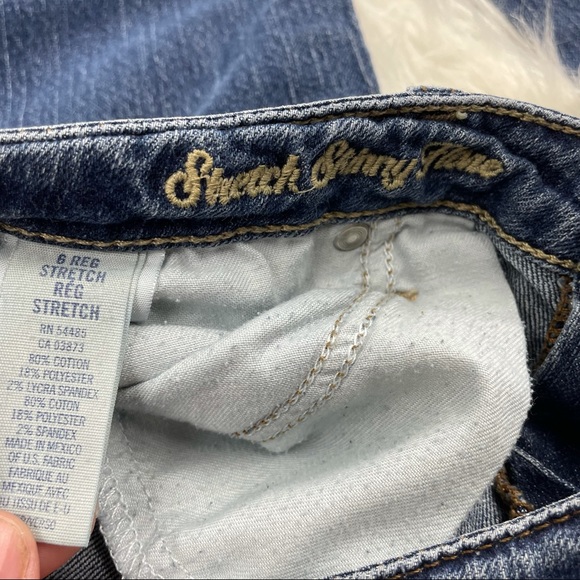 Stretch Skinny Jean
6 REG
STRETCH
RÉG
STRETCH
RN 54485
CA 03873
80% COTTON
18% POLYESTER
2% LYCRA SPANDEX
80% COTON
18% POLYESTER
2% SPANDEX
MADE IN MEXICO
OF U.S. FABRIC
FABRIQUÉ AU
MEXIQUE AVEC
DU TISSU DE E-U